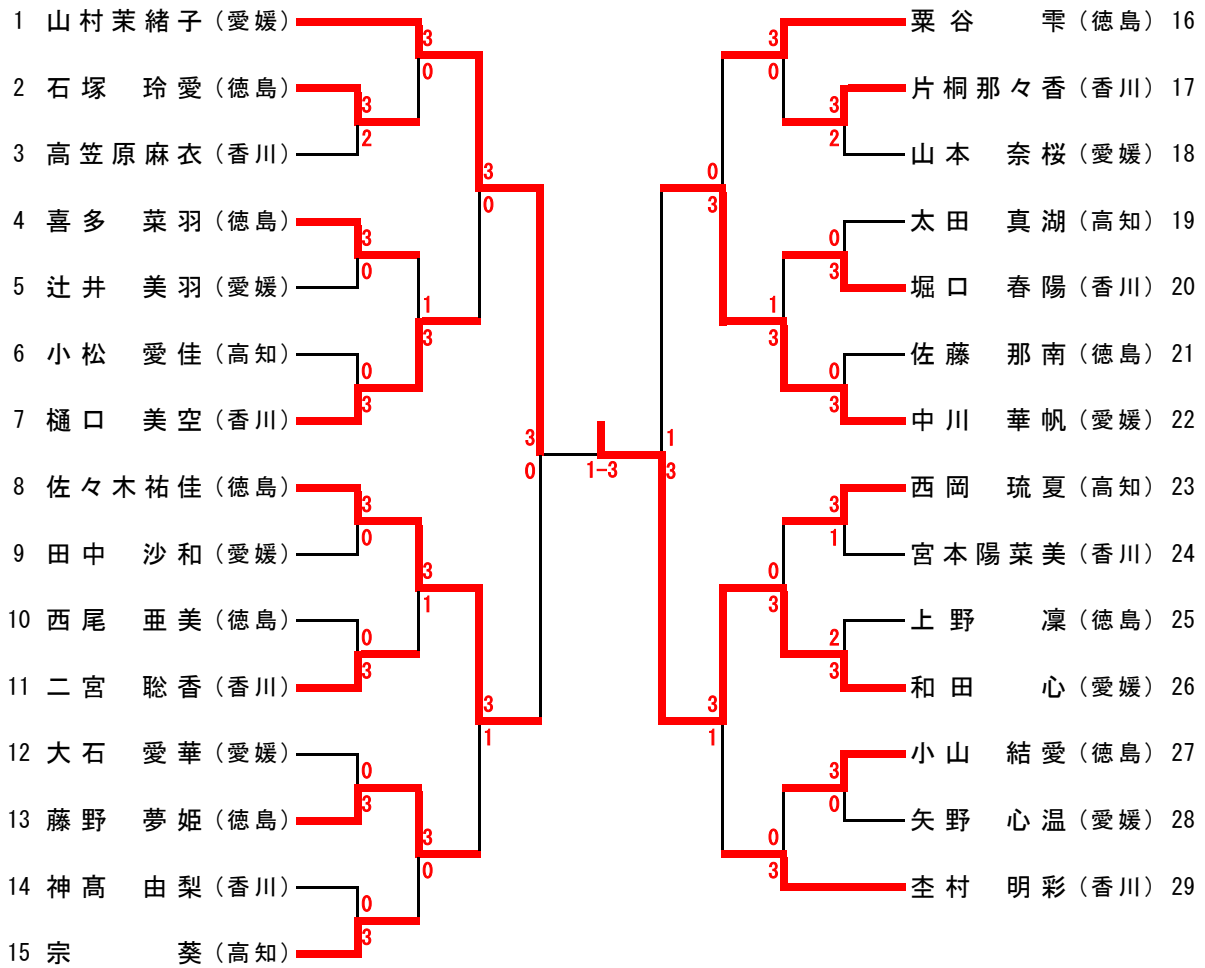 1 山村茉緒子（愛媛）
2 石塚 玲愛（徳島）
3 高笠原麻衣（香川）
4 喜多 菜羽（徳島）
5 辻井 美羽（愛媛）
6 小松 愛佳（高知）
7 樋口 美空（香川）
8 佐々木祐佳（徳島）
9 田中 沙和（愛媛）
10 西尾 亜美（徳島）
11 二宮 聡香（香川）
12 大石 愛華（愛媛）
13 藤野 夢姫（徳島）
14 神髙 由梨（香川）
15 宗 葵（高知）
3
0
3
2
3
0
3
0
1
3
0
3
3
0
3
0
3
1
0
3
3
1
0
3
3
0
0
3
1-3
粟谷 雫（徳島）16
片桐那々香（香川）17
山本 奈桜（愛媛）18
太田 真湖（高知）19
堀口 春陽（香川）20
佐藤 那南（徳島）21
中川 華帆（愛媛）22
西岡 琉夏（高知）23
宮本陽菜美（香川）24
上野 凜（徳島）25
和田 心（愛媛）26
小山 結愛（徳島）27
矢野 心温（愛媛）28
杢村 明彩（香川）29
3
0
3
2
0
3
0
3
1
3
0
3
1
3
3
1
0
3
2
3
3
1
3
0
0
3